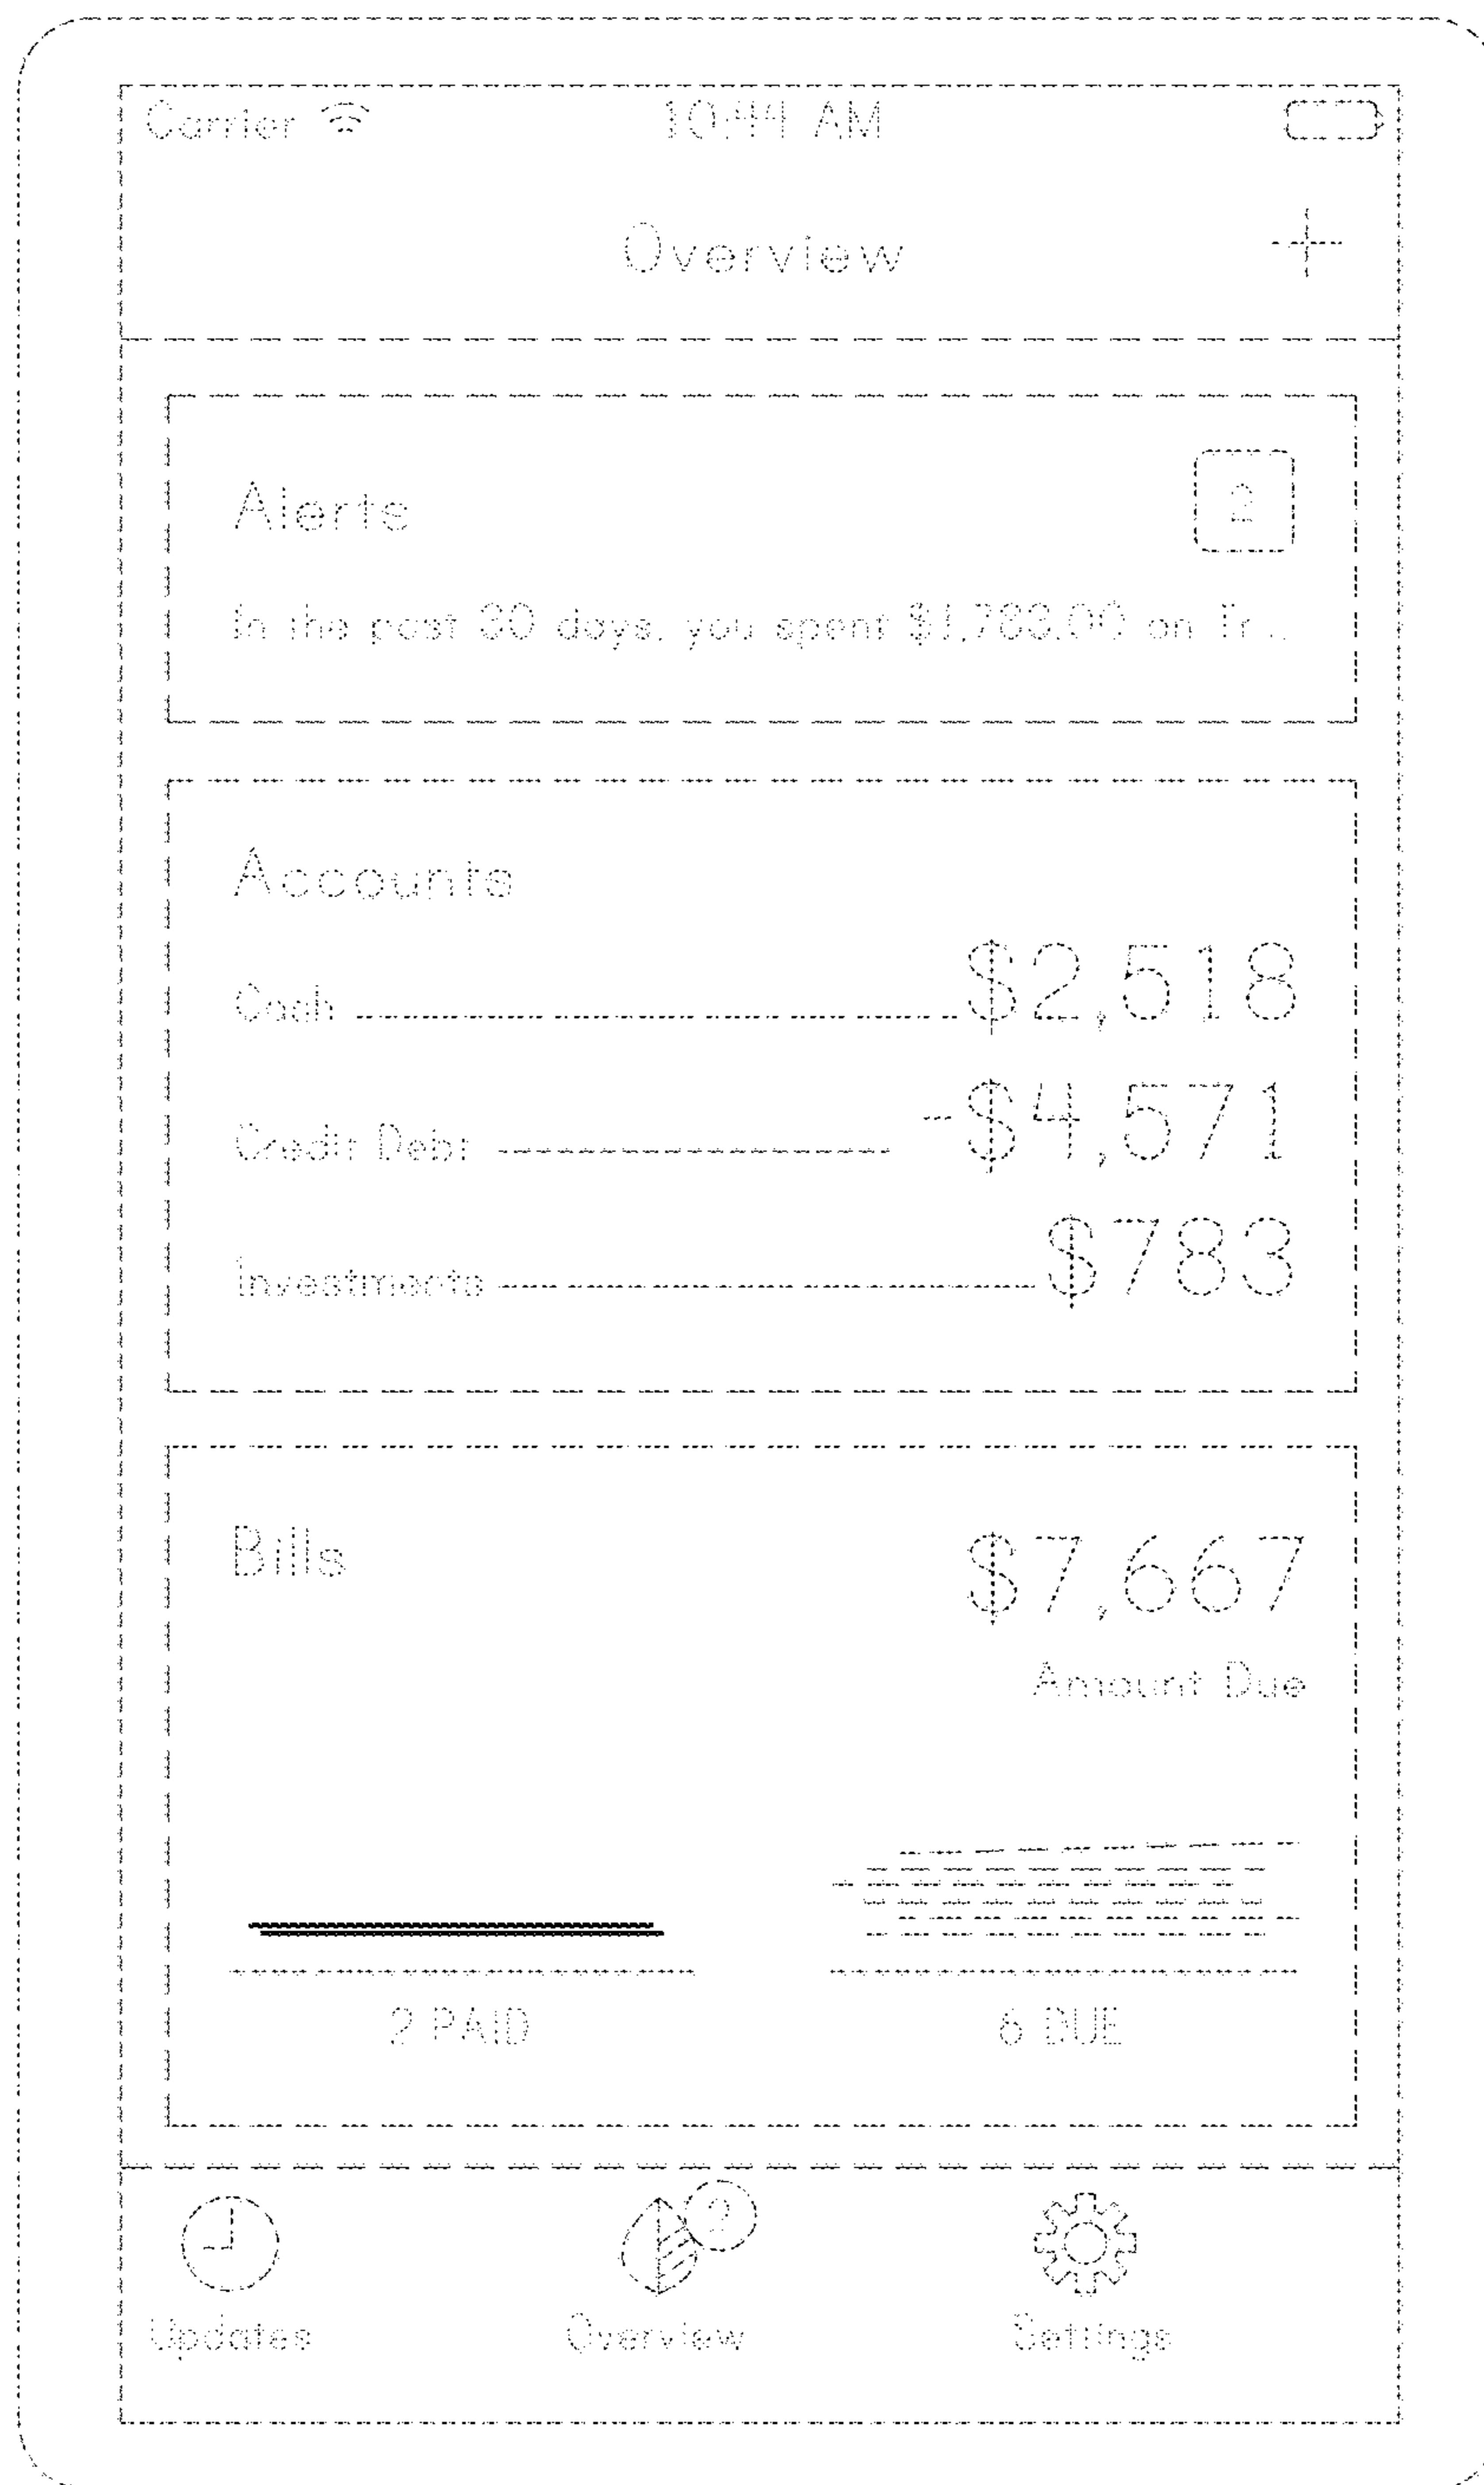 Carrier 10:44 AM
Overview +
Alerts 2
In the past 30 days, you spent $1,783.00 on Tr...
Accounts
Cash $2,518
Credit Debt -$4,571
Investments $783
Bills $7,667
Amount Due
2 PAID 6 DUE
2
Updates Overview Settings